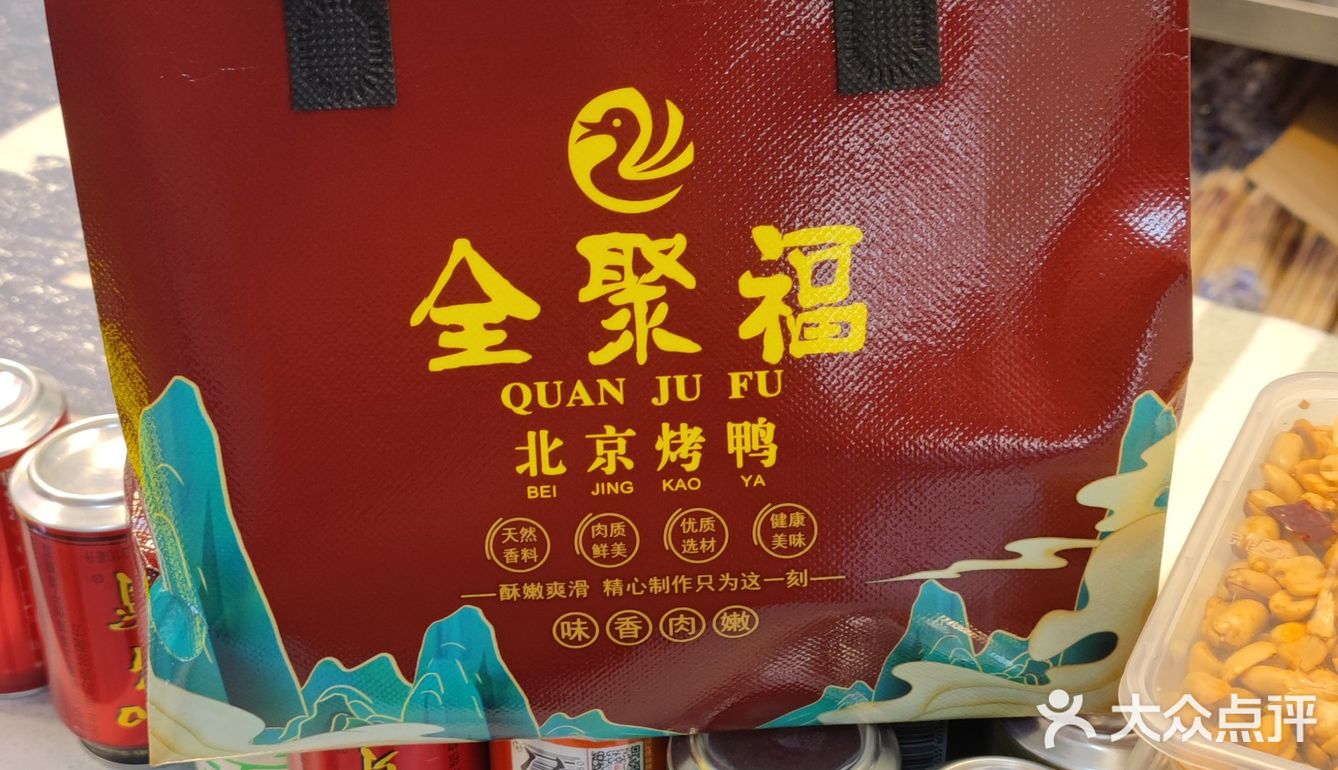 全聚福
QUAN JU FU
北京烤鸭
BEI JING KAO YA
天然香料 肉质鲜美 优质选材 健康美味
酥嫩爽滑 精心制作只为这一刻
味香肉嫩
大众点评